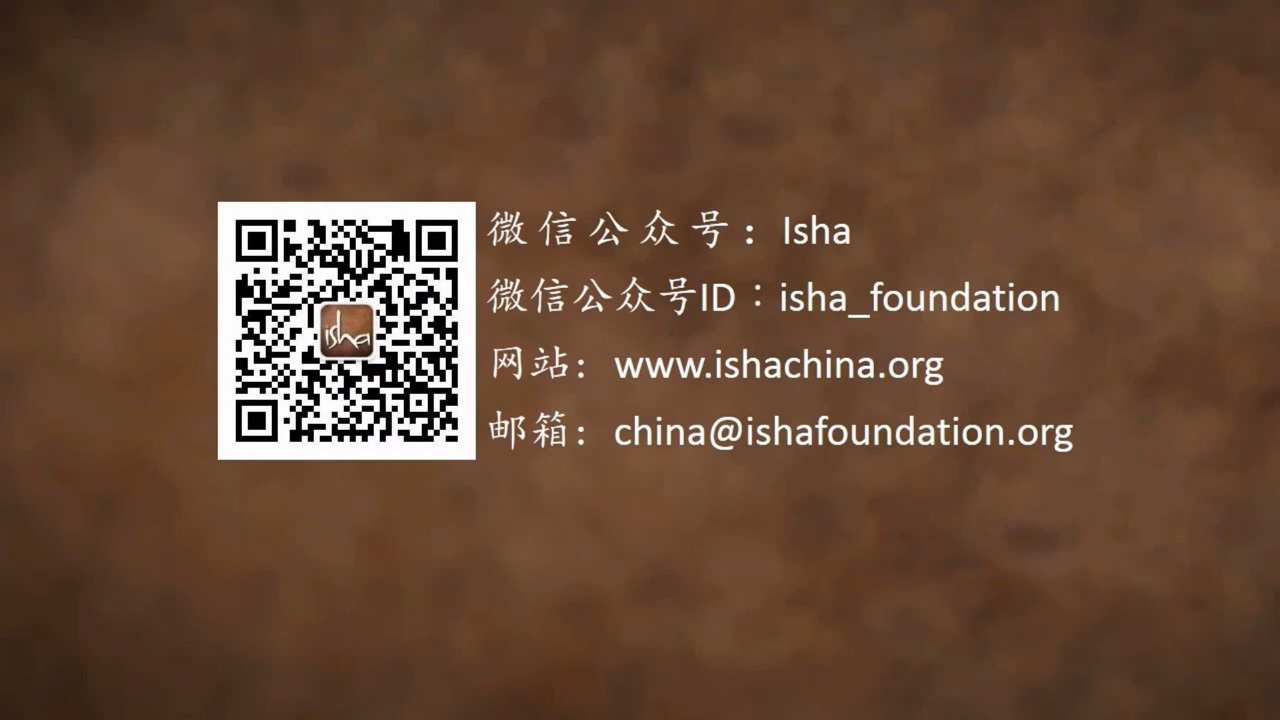 isha
微信公众号：Isha
微信公众号ID：isha_foundation
网站：www.ishachina.org
邮箱：china@ishafoundation.org